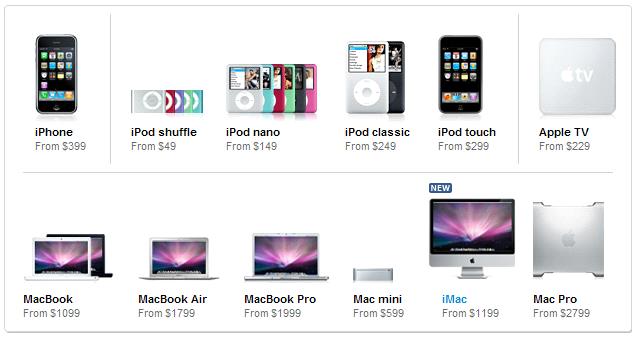 iPhone
From $399
iPod shuffle
From $49
iPod nano
From $149
iPod classic
From $249
iPod touch
From $299
tv
Apple TV
From $229
MacBook
From $1099
MacBook Air
From $1799
MacBook Pro
From $1999
Mac mini
From $599
NEW
iMac
From $1199
Mac Pro
From $2799